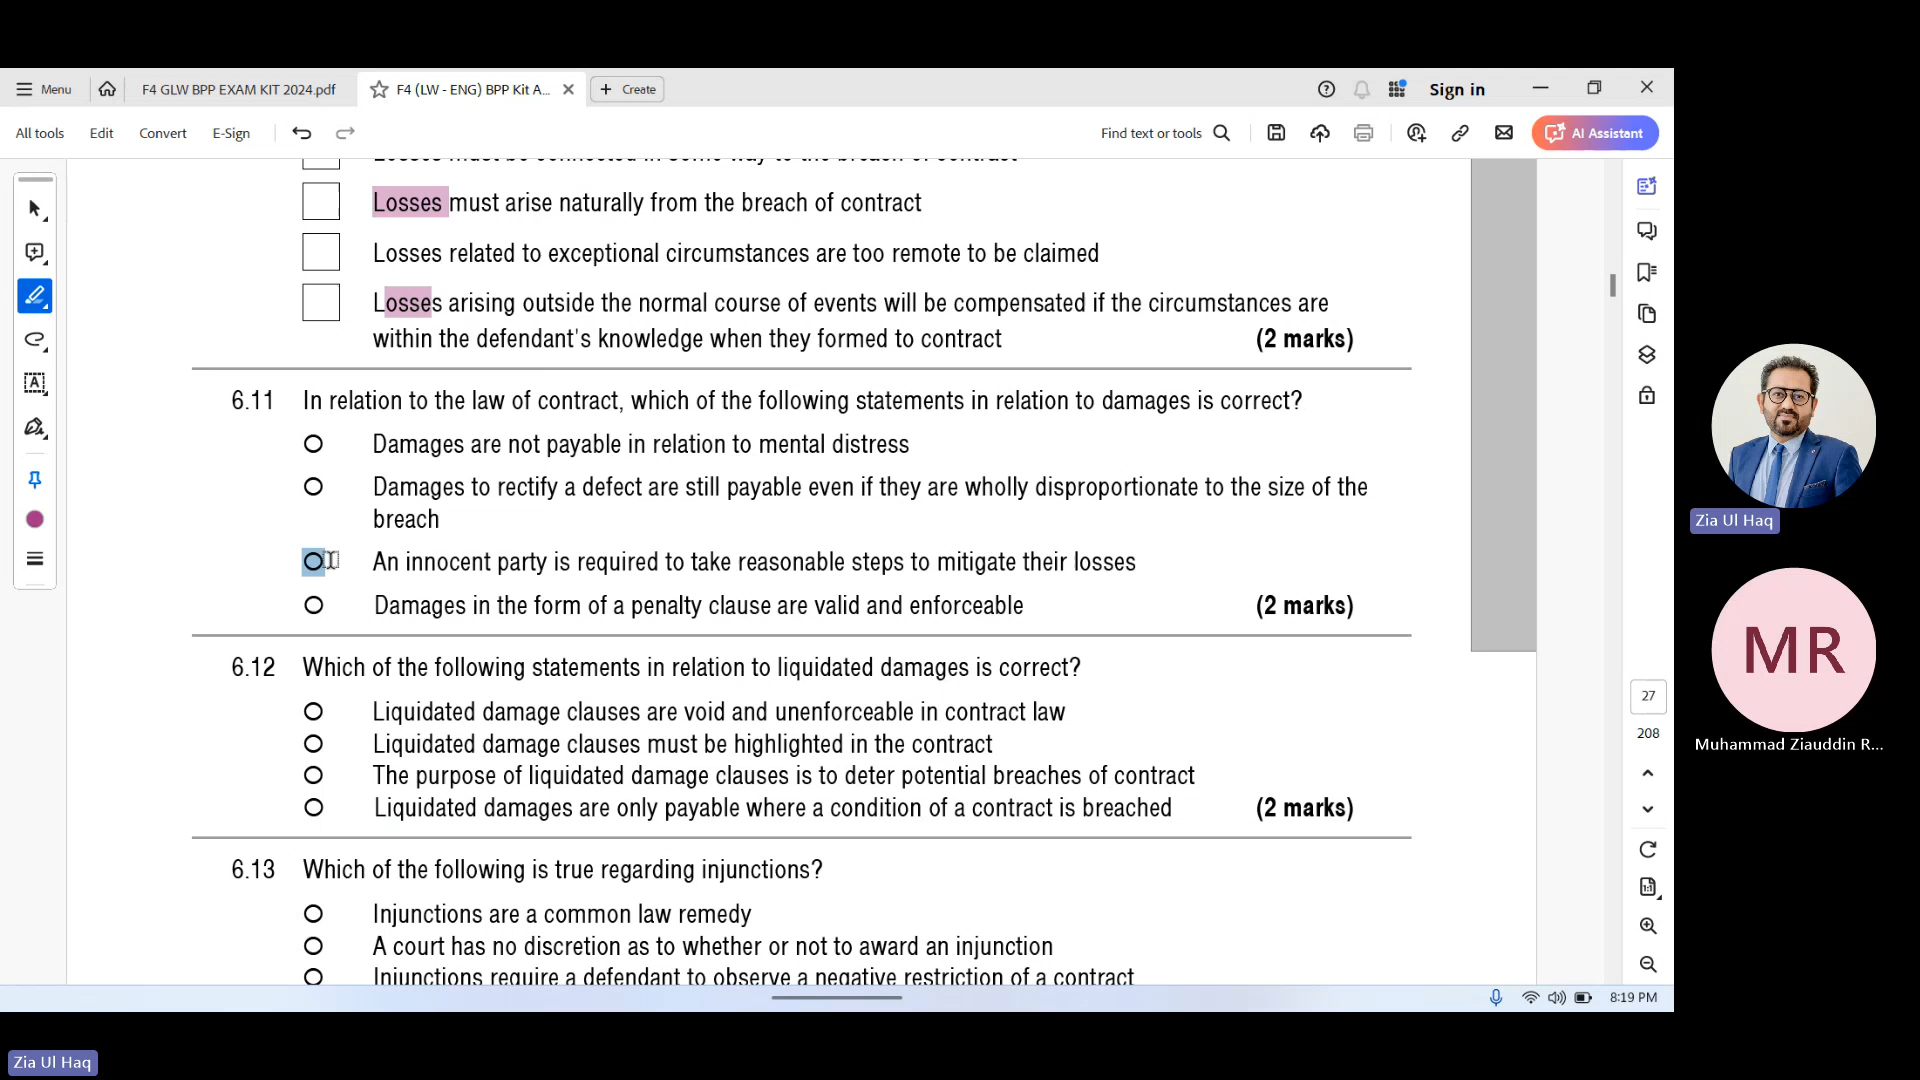 Menu
F4 GLW BPP EXAM KIT 2024.pdf
F4 (LW - ENG) BPP Kit A...
Create
Sign in
All tools
Edit
Convert
E-Sign
Find text or tools
AI Assistant
Losses must be connected in some way to the breach of contract
Losses must arise naturally from the breach of contract
Losses related to exceptional circumstances are too remote to be claimed
Losses arising outside the normal course of events will be compensated if the circumstances are
within the defendant's knowledge when they formed to contract (2 marks)
6.11 In relation to the law of contract, which of the following statements in relation to damages is correct?
Damages are not payable in relation to mental distress
Damages to rectify a defect are still payable even if they are wholly disproportionate to the size of the
breach
An innocent party is required to take reasonable steps to mitigate their losses
Damages in the form of a penalty clause are valid and enforceable (2 marks)
6.12 Which of the following statements in relation to liquidated damages is correct?
Liquidated damage clauses are void and unenforceable in contract law
Liquidated damage clauses must be highlighted in the contract
The purpose of liquidated damage clauses is to deter potential breaches of contract
Liquidated damages are only payable where a condition of a contract is breached (2 marks)
6.13 Which of the following is true regarding injunctions?
Injunctions are a common law remedy
A court has no discretion as to whether or not to award an injunction
Injunctions require a defendant to observe a negative restriction of a contract
27
208
8:19 PM
Zia Ul Haq
MR
Muhammad Ziauddin R...
Zia Ul Haq